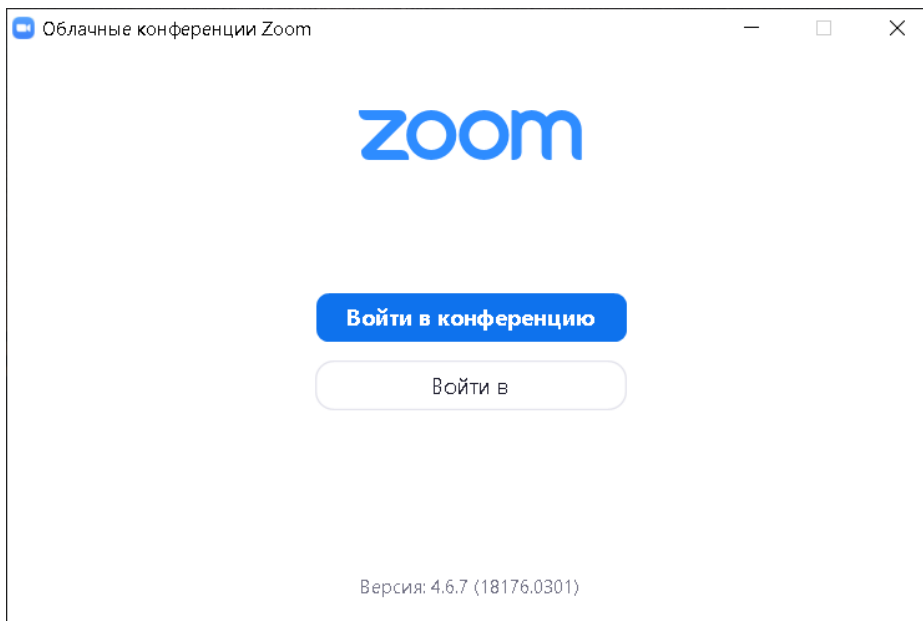 Облачные конференции Zoom
zoom
Войти в конференцию
Войти в
Версия: 4.6.7 (18176.0301)